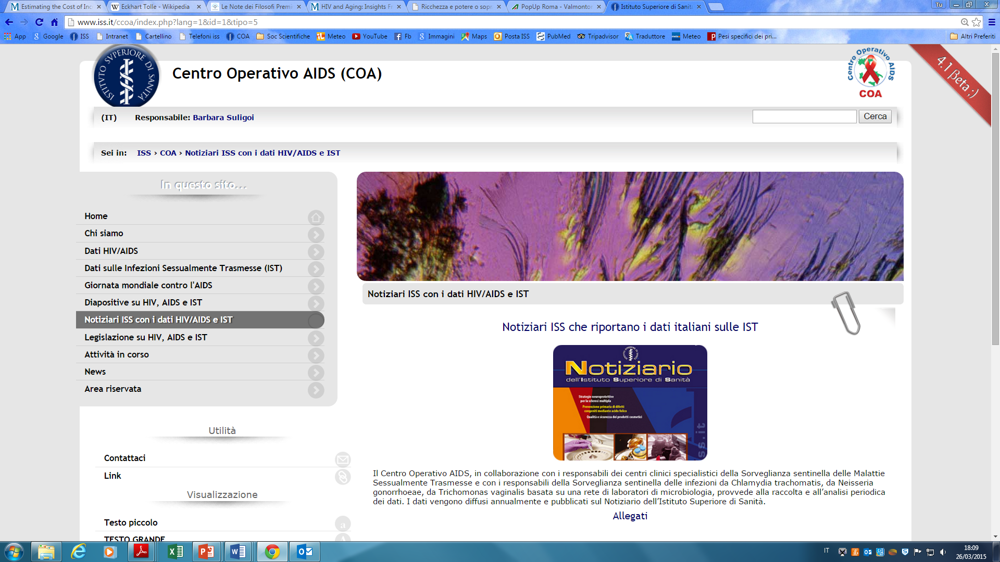 Estimating the Cost of Inc
Eckhart Tolle - Wikipedia
Le Note dei Filosofi Premi
HIV and Aging: Insights Fr
Ricchezza e potere o sopr
PopUp Roma - Valmonton
Istituto Superiore di Sanit
Tu
www.iss.it/ccoa/index.php?lang=1&id=1&tipo=5
App
Google
ISS
Intranet
Cartellino
Telefoni iss
COA
Soc Scientifiche
Meteo
YouTube
Fb
Immagini
Maps
Posta ISS
PubMed
Tripadvisor
Traduttore
Meteo
Pesi specifici dei pri...
Altri Preferiti
ISTITVTO SVPERIORE DI SANITÀ
Centro Operativo AIDS (COA)
Centro Operativo AIDS
COA
4.1 Beta ;)
(IT)
Responsabile: Barbara Suligoi
Cerca
Sei in: ISS › COA › Notiziari ISS con i dati HIV/AIDS e IST
In questo sito...
Home
Chi siamo
Dati HIV/AIDS
Dati sulle Infezioni Sessualmente Trasmesse (IST)
Giornata mondiale contro l'AIDS
Diapositive su HIV, AIDS e IST
Notiziari ISS con i dati HIV/AIDS e IST
Legislazione su HIV, AIDS e IST
Attività in corso
News
Area riservata
Utilità
Contattaci
Link
Visualizzazione
Testo piccolo
TESTO GRANDE
Notiziari ISS con i dati HIV/AIDS e IST
Notiziari ISS che riportano i dati italiani sulle IST
Notiziario
dell'Istituto Superiore di Sanità
Strategie neuroprotettive
per la sclerosi multipla
Prevenzione primaria di difetti
congeniti mediante acido folico
Qualità e sicurezza dei prodotti cosmetici
ss.it
Il Centro Operativo AIDS, in collaborazione con i responsabili dei centri clinici specialistici della Sorveglianza sentinella delle Malattie
Sessualmente Trasmesse e con i responsabili della Sorveglianza sentinella delle infezioni da Chlamydia trachomatis, da Neisseria
gonorrhoeae, da Trichomonas vaginalis basata su una rete di laboratori di microbiologia, provvede alla raccolta e all’analisi periodica
dei dati. I dati vengono diffusi annualmente e pubblicati sul Notiziario dell’Istituto Superiore di Sanità.
Allegati
IT
18:09
26/03/2015